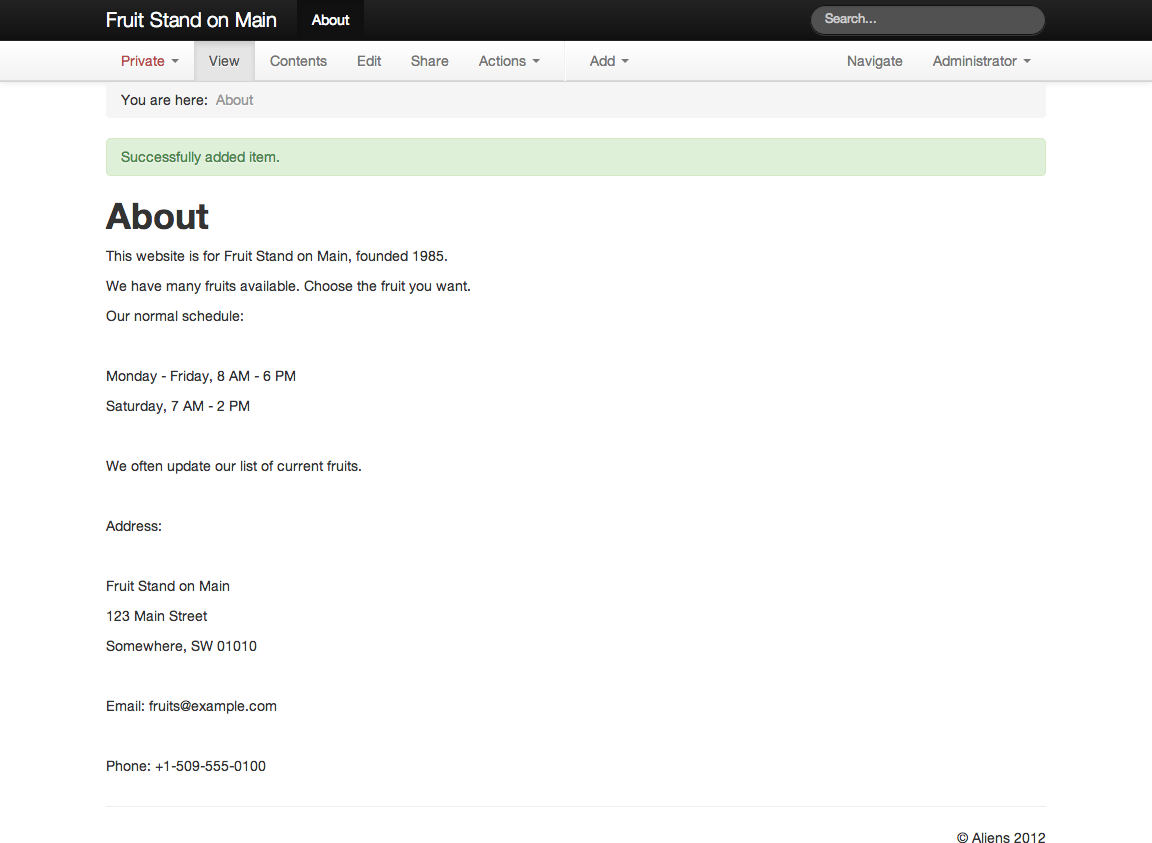 Fruit Stand on Main About Search...
Private View Contents Edit Share Actions Add Navigate Administrator
You are here: About
Successfully added item.
About
This website is for Fruit Stand on Main, founded 1985.
We have many fruits available. Choose the fruit you want.
Our normal schedule:
Monday - Friday, 8 AM - 6 PM
Saturday, 7 AM - 2 PM
We often update our list of current fruits.
Address:
Fruit Stand on Main
123 Main Street
Somewhere, SW 01010
Email: fruits@example.com
Phone: +1-509-555-0100
© Aliens 2012